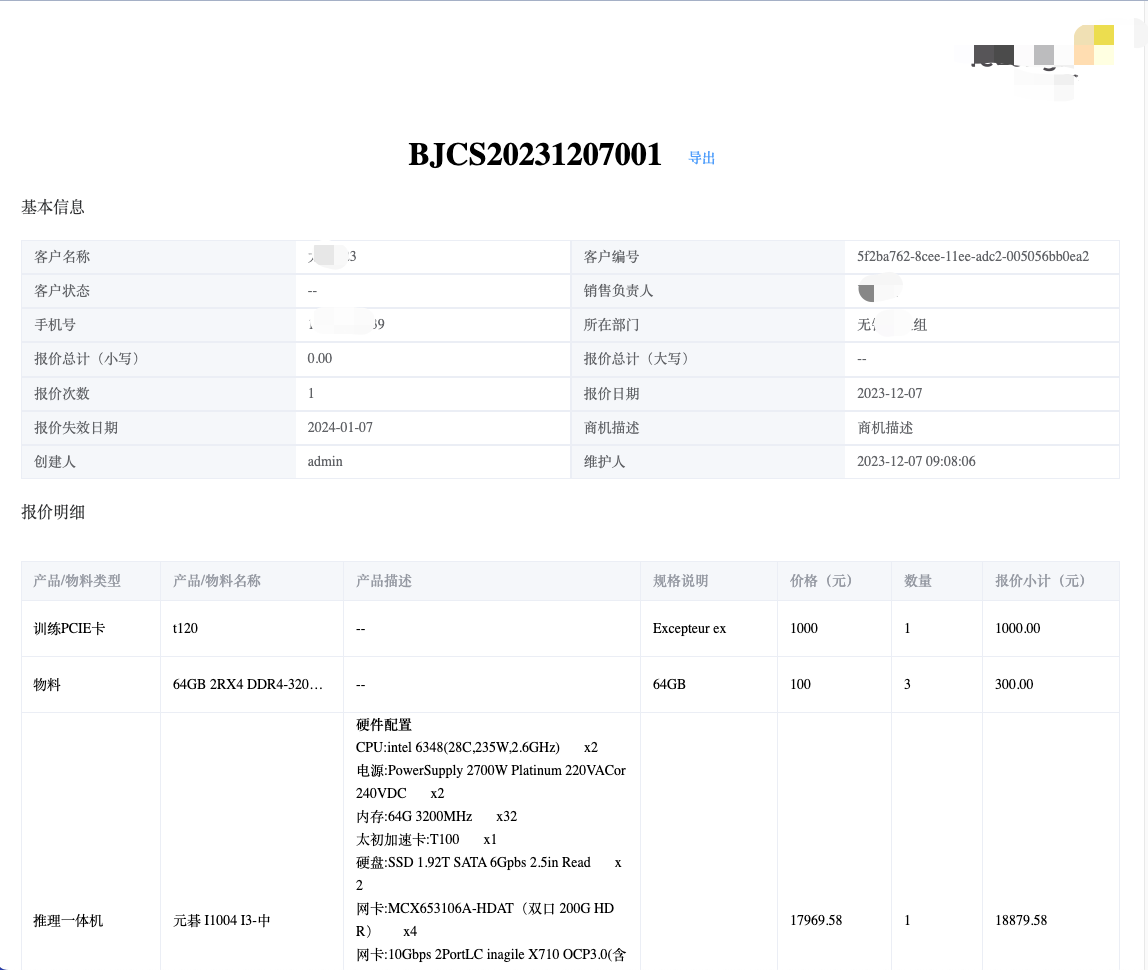 BJCS20231207001 导出
基本信息
客户名称 3 客户编号 5f2ba762-8cee-11ee-adc2-005056bb0ea2
客户状态 -- 销售负责人
手机号 39 所在部门 无 组
报价总计（小写） 0.00 报价总计（大写） --
报价次数 1 报价日期 2023-12-07
报价失效日期 2024-01-07 商机描述 商机描述
创建人 admin 维护人 2023-12-07 09:08:06
报价明细
产品/物料类型 产品/物料名称 产品描述 规格说明 价格（元） 数量 报价小计（元）
训练PCIE卡 t120 -- Excepteur ex 1000 1 1000.00
物料 64GB 2RX4 DDR4-320… -- 64GB 100 3 300.00
硬件配置
CPU:intel 6348(28C,235W,2.6GHz) x2
电源:PowerSupply 2700W Platinum 220VACor
240VDC x2
内存:64G 3200MHz x32
太初加速卡:T100 x1
硬盘:SSD 1.92T SATA 6Gpbs 2.5in Read x
2
网卡:MCX653106A-HDAT（双口 200G HD
推理一体机 元碁 I1004 I3-中 17969.58 1 18879.58
R） x4
网卡:10Gbps 2PortLC inagile X710 OCP3.0(含